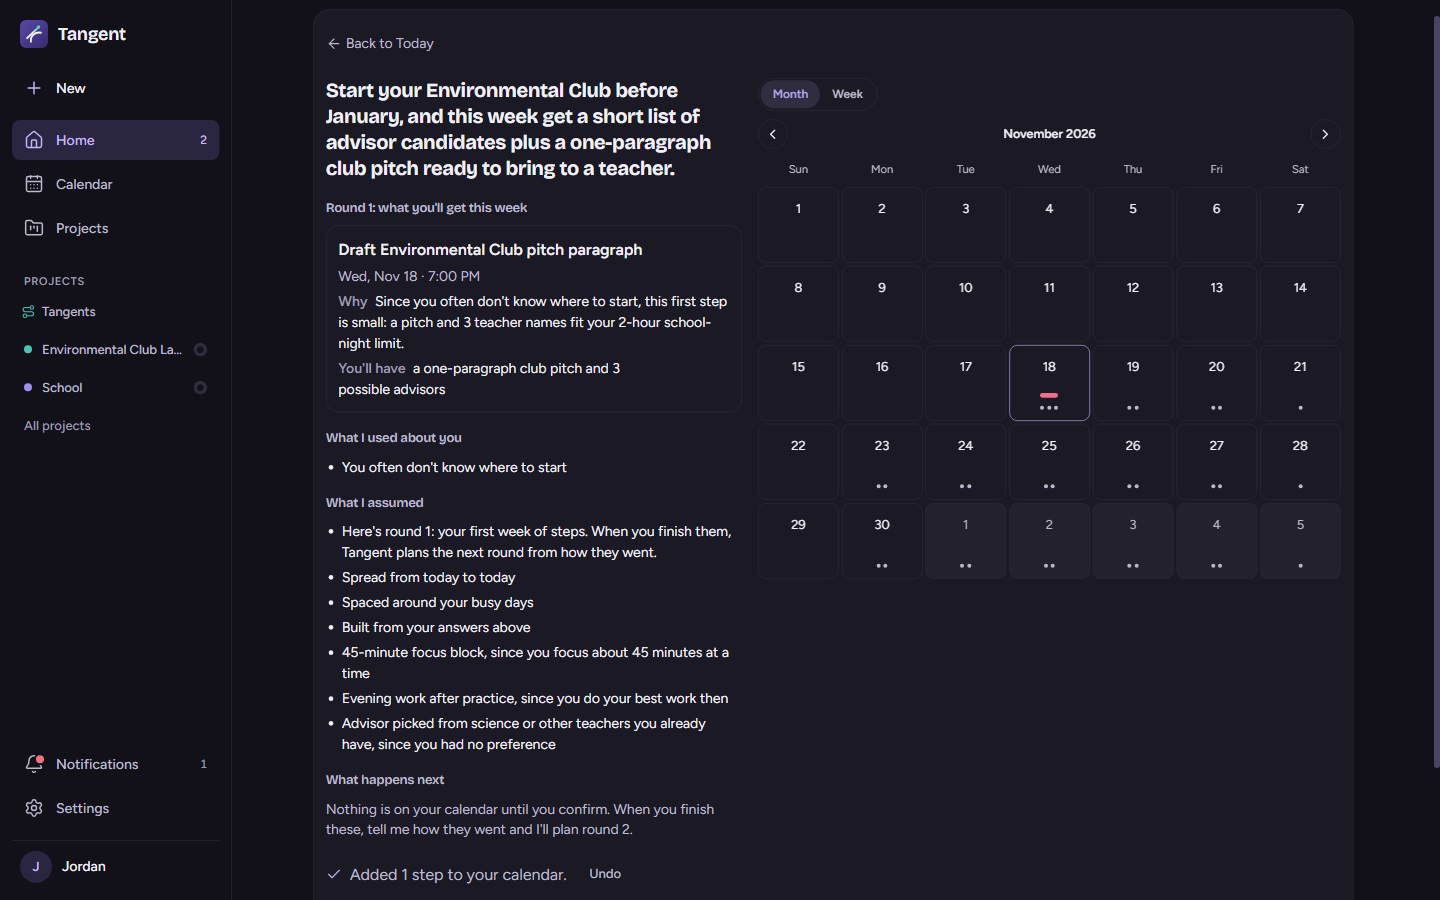 Tangent
New
Home 2
Calendar
Projects
PROJECTS
Tangents
Environmental Club La...
School
All projects
Notifications 1
Settings
J Jordan
← Back to Today
Start your Environmental Club before
January, and this week get a short list of
advisor candidates plus a one-paragraph
club pitch ready to bring to a teacher.
Round 1: what you'll get this week
Draft Environmental Club pitch paragraph
Wed, Nov 18 · 7:00 PM
Why Since you often don't know where to start, this first step
is small: a pitch and 3 teacher names fit your 2-hour school-
night limit.
You'll have a one-paragraph club pitch and 3
possible advisors
What I used about you
• You often don't know where to start
What I assumed
• Here's round 1: your first week of steps. When you finish them,
Tangent plans the next round from how they went.
• Spread from today to today
• Spaced around your busy days
• Built from your answers above
• 45-minute focus block, since you focus about 45 minutes at a
time
• Evening work after practice, since you do your best work then
• Advisor picked from science or other teachers you already
have, since you had no preference
What happens next
Nothing is on your calendar until you confirm. When you finish
these, tell me how they went and I'll plan round 2.
Added 1 step to your calendar. Undo
Month Week
November 2026
Sun Mon Tue Wed Thu Fri Sat
1 2 3 4 5 6 7
8 9 10 11 12 13 14
15 16 17 18 19 20 21
22 23 24 25 26 27 28
29 30 1 2 3 4 5